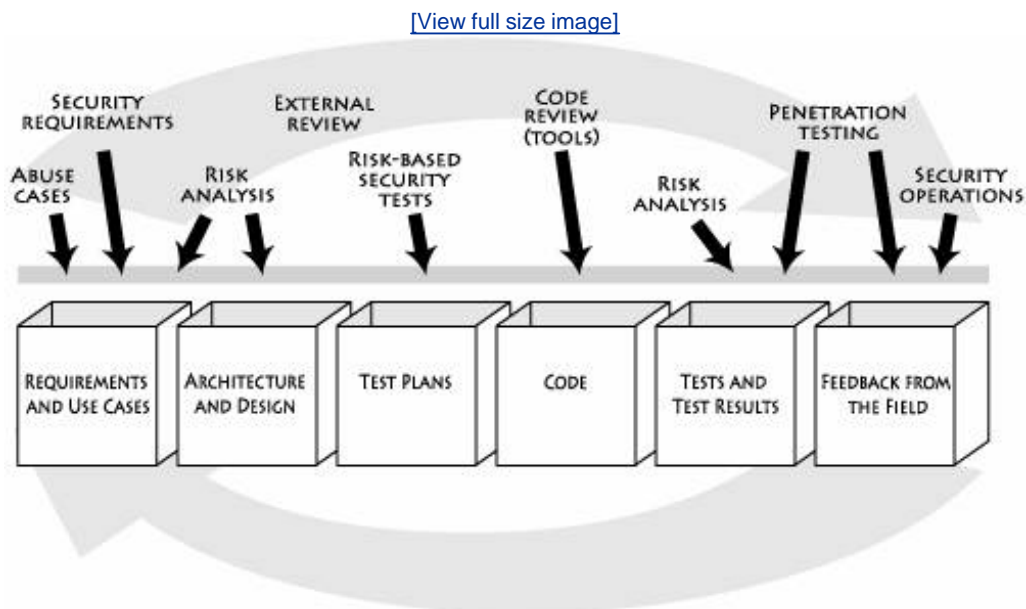 [View full size image]
SECURITY
REQUIREMENTS
EXTERNAL
REVIEW
CODE
REVIEW
(TOOLS)
PENETRATION
TESTING
ABUSE
CASES
RISK
ANALYSIS
RISK-BASED
SECURITY
TESTS
RISK
ANALYSIS
SECURITY
OPERATIONS
REQUIREMENTS
AND USE CASES
ARCHITECTURE
AND DESIGN
TEST PLANS
CODE
TESTS AND
TEST RESULTS
FEEDBACK FROM
THE FIELD